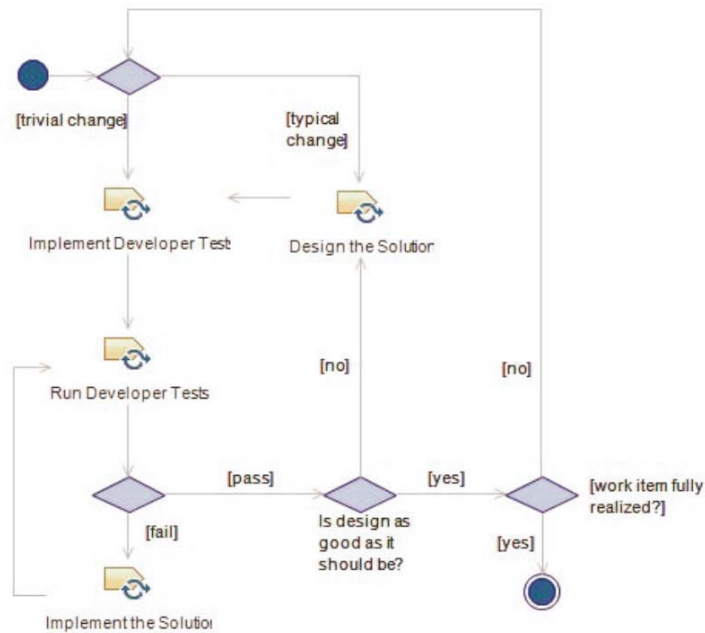 [trivial change]
[typical
change]
Implement Developer Tests
Design the Solution
[no]
[no]
Run Developer Tests
[pass]
[yes]
[work item fully
realized?]
[fail]
Is design as
good as it
should be?
[yes]
Implement the Solution